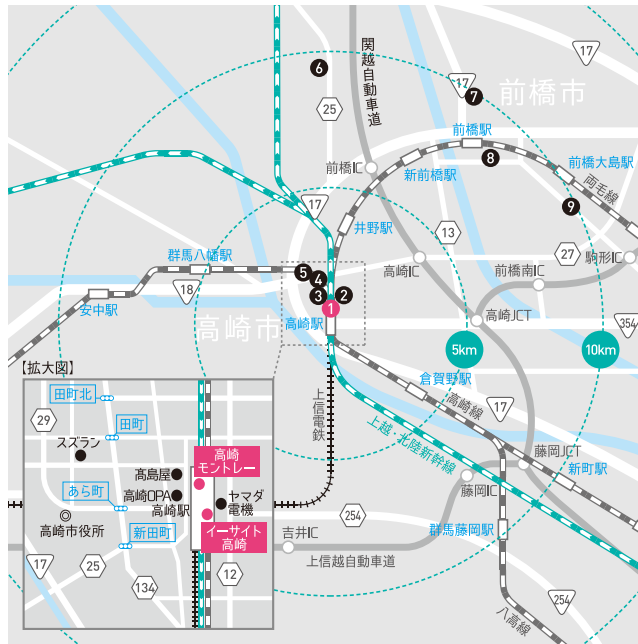 関越自動車道
17
6
17
7
前橋市
25
前橋駅
8
前橋IC
新前橋駅
前橋大島駅
両毛線
17
9
井野駅
13
群馬八幡駅
27
駒形IC
高崎IC
前橋南IC
5
4
3
2
18
安中駅
1
高崎市
高崎駅
高崎JCT
354
5km
10km
【拡大図】
倉賀野駅
高崎線
17
上信電鉄
上越・北陸新幹線
藤岡JCT
藤岡IC
新町駅
254
群馬藤岡駅
吉井IC
上信越自動車道
254
八高線
田町北
29
田町
スズラン
高崎
モントレー
髙島屋
高崎OPA
あら町
高崎駅
ヤマダ
電機
高崎市役所
新田町
イーサイト
高崎
17
25
134
12